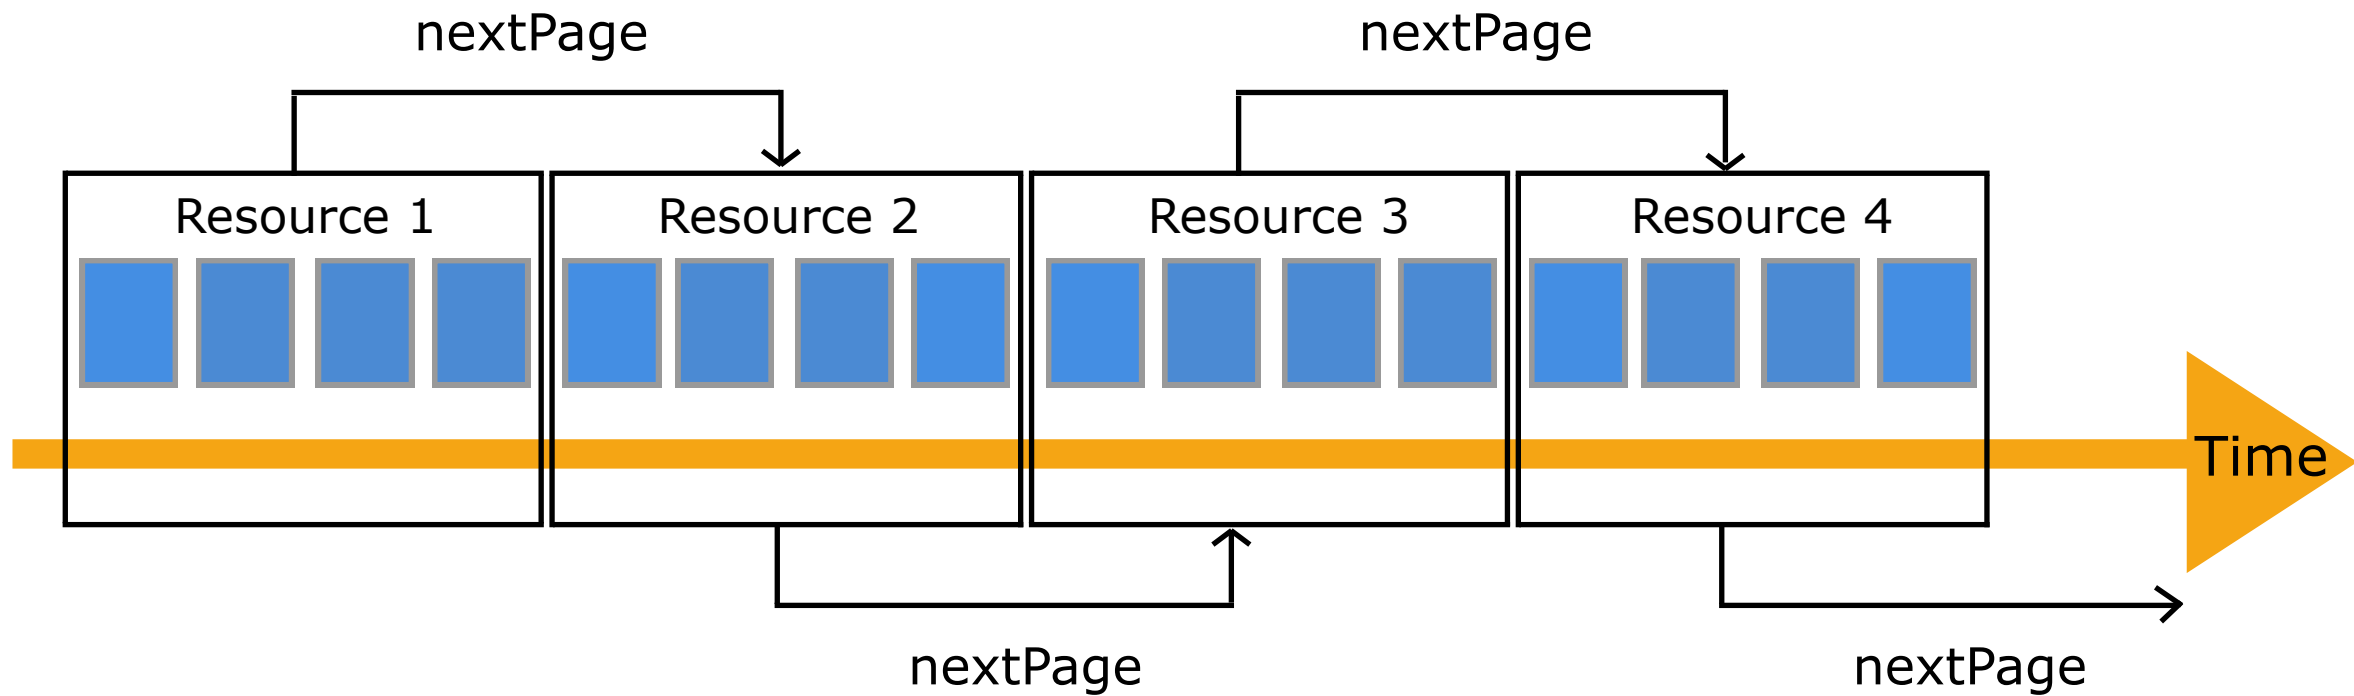 nextPage
nextPage
Resource 1
Resource 2
Resource 3
Resource 4
Time
nextPage
nextPage